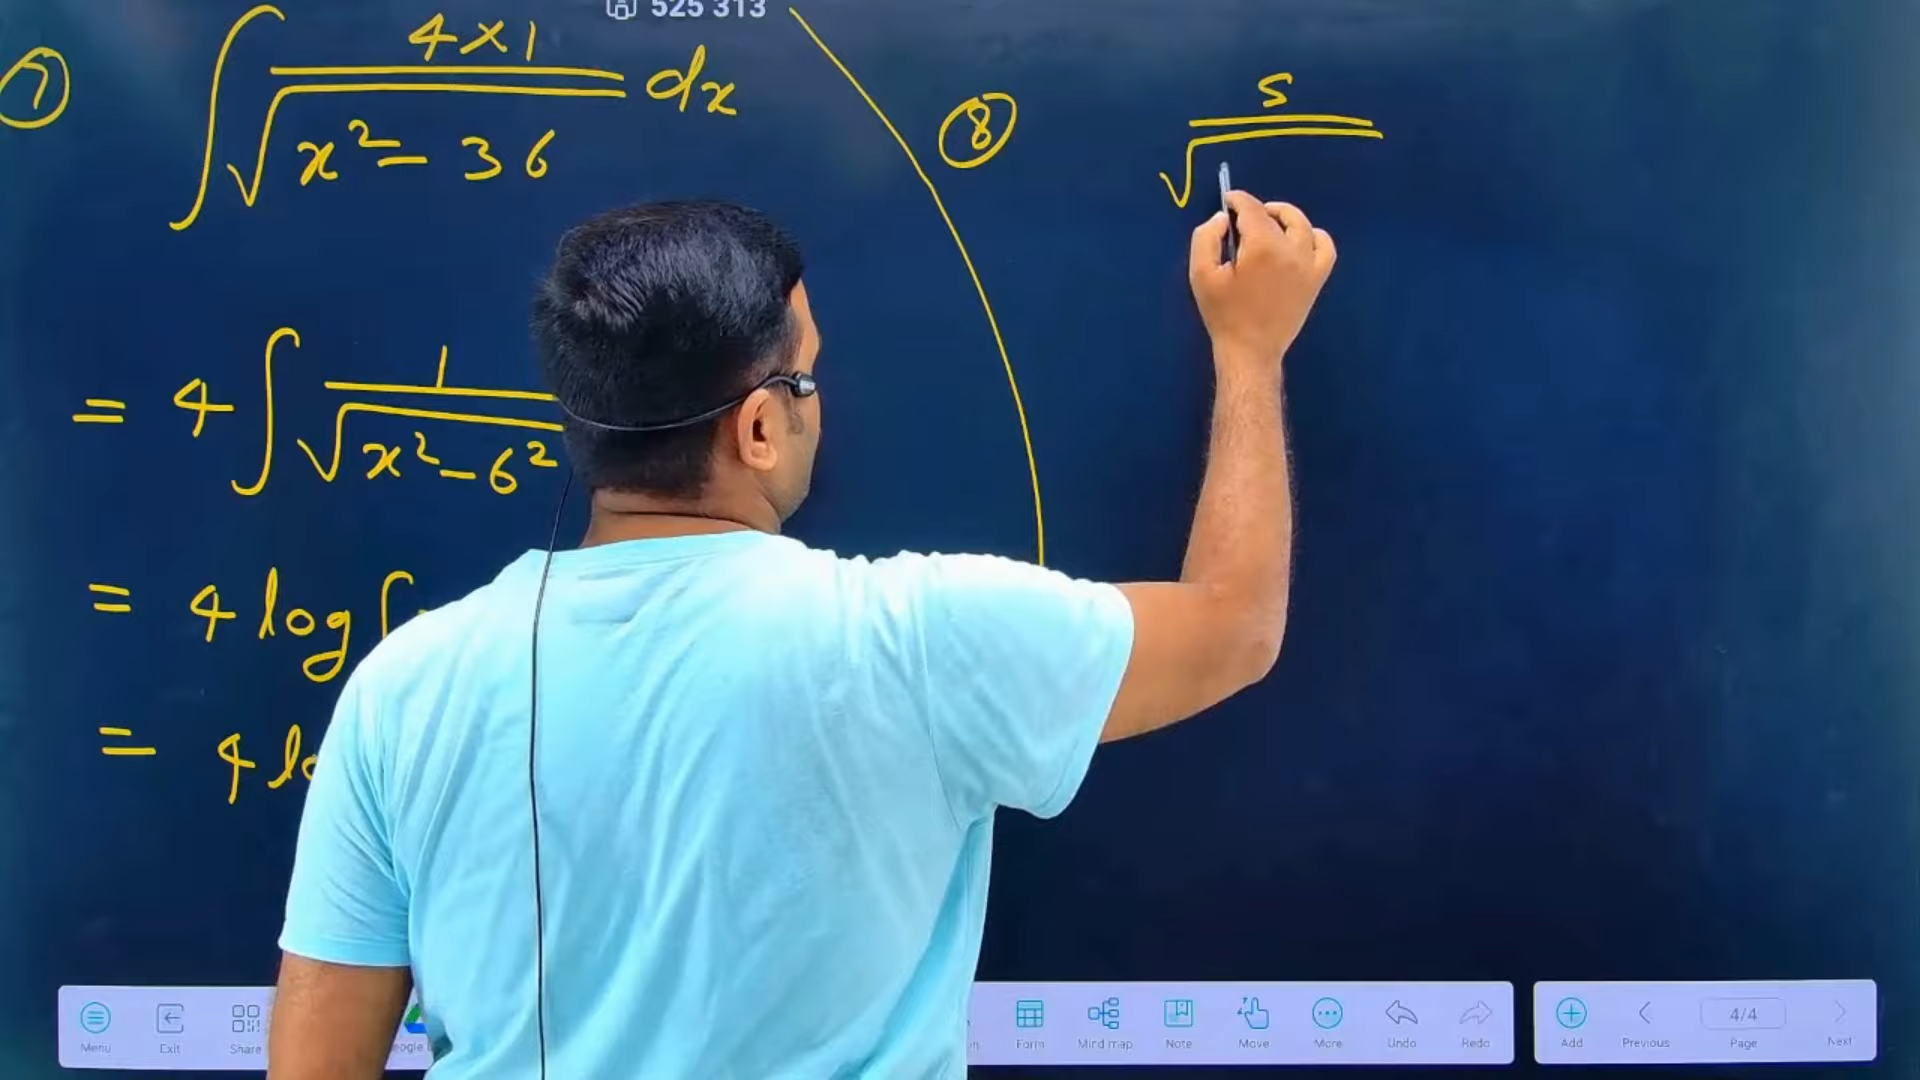 525 313
7 ∫ 4×1 / √(x² - 36) dx
= 4 ∫ 1 / √(x² - 6²)
= 4 log
= 4 lo
8 5 / √
Menu Exit Share Form Mind map Note Move More Undo Redo
Add Previous 4/4 Page Next